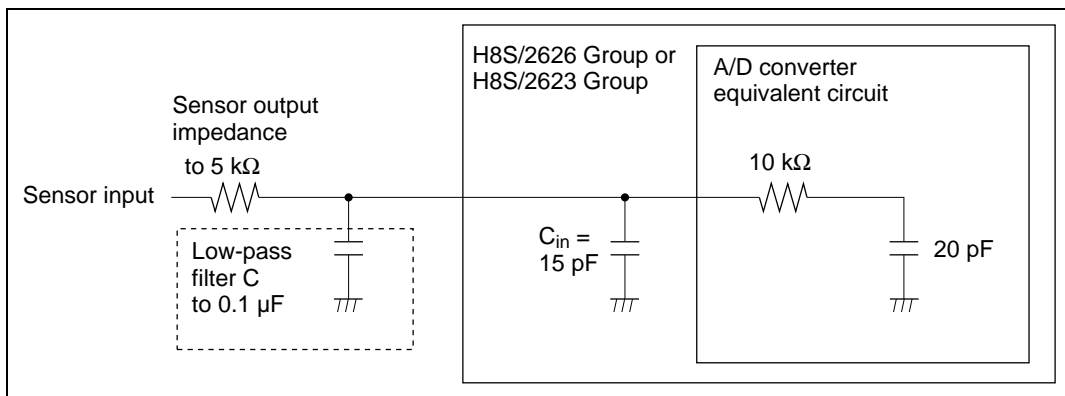 H8S/2626 Group or
H8S/2623 Group
A/D converter
equivalent circuit
Sensor output
impedance
to 5 kΩ
10 kΩ
Sensor input
Low-pass
filter C
to 0.1 µF
Cin =
15 pF
20 pF